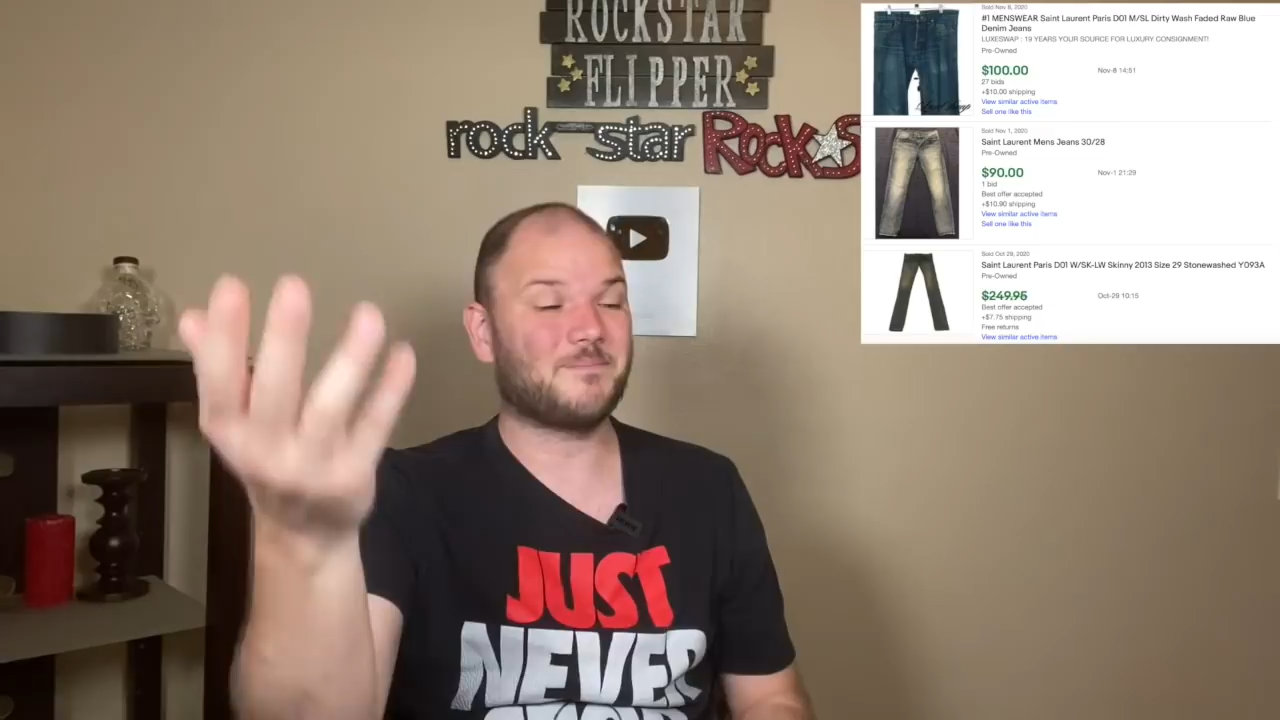 ROCKSTAR
FLIPPER
rock star
RockS
JUST
NEVER
Sold Nov 8, 2020
#1 MENSWEAR Saint Laurent Paris D01 M/SL Dirty Wash Faded Raw Blue
Denim Jeans
LUXESWAP : 19 YEARS YOUR SOURCE FOR LUXURY CONSIGNMENT!
Pre-Owned
$100.00
Nov-8 14:51
27 bids
+$10.00 shipping
View similar active items
Sell one like this
Sold Nov 1, 2020
Saint Laurent Mens Jeans 30/28
Pre-Owned
$90.00
Nov-1 21:29
1 bid
Best offer accepted
+$10.90 shipping
View similar active items
Sell one like this
Sold Oct 29, 2020
Saint Laurent Paris D01 W/SK-LW Skinny 2013 Size 29 Stonewashed Y093A
Pre-Owned
$249.95
Oct-29 10:15
Best offer accepted
+$7.75 shipping
Free returns
View similar active items